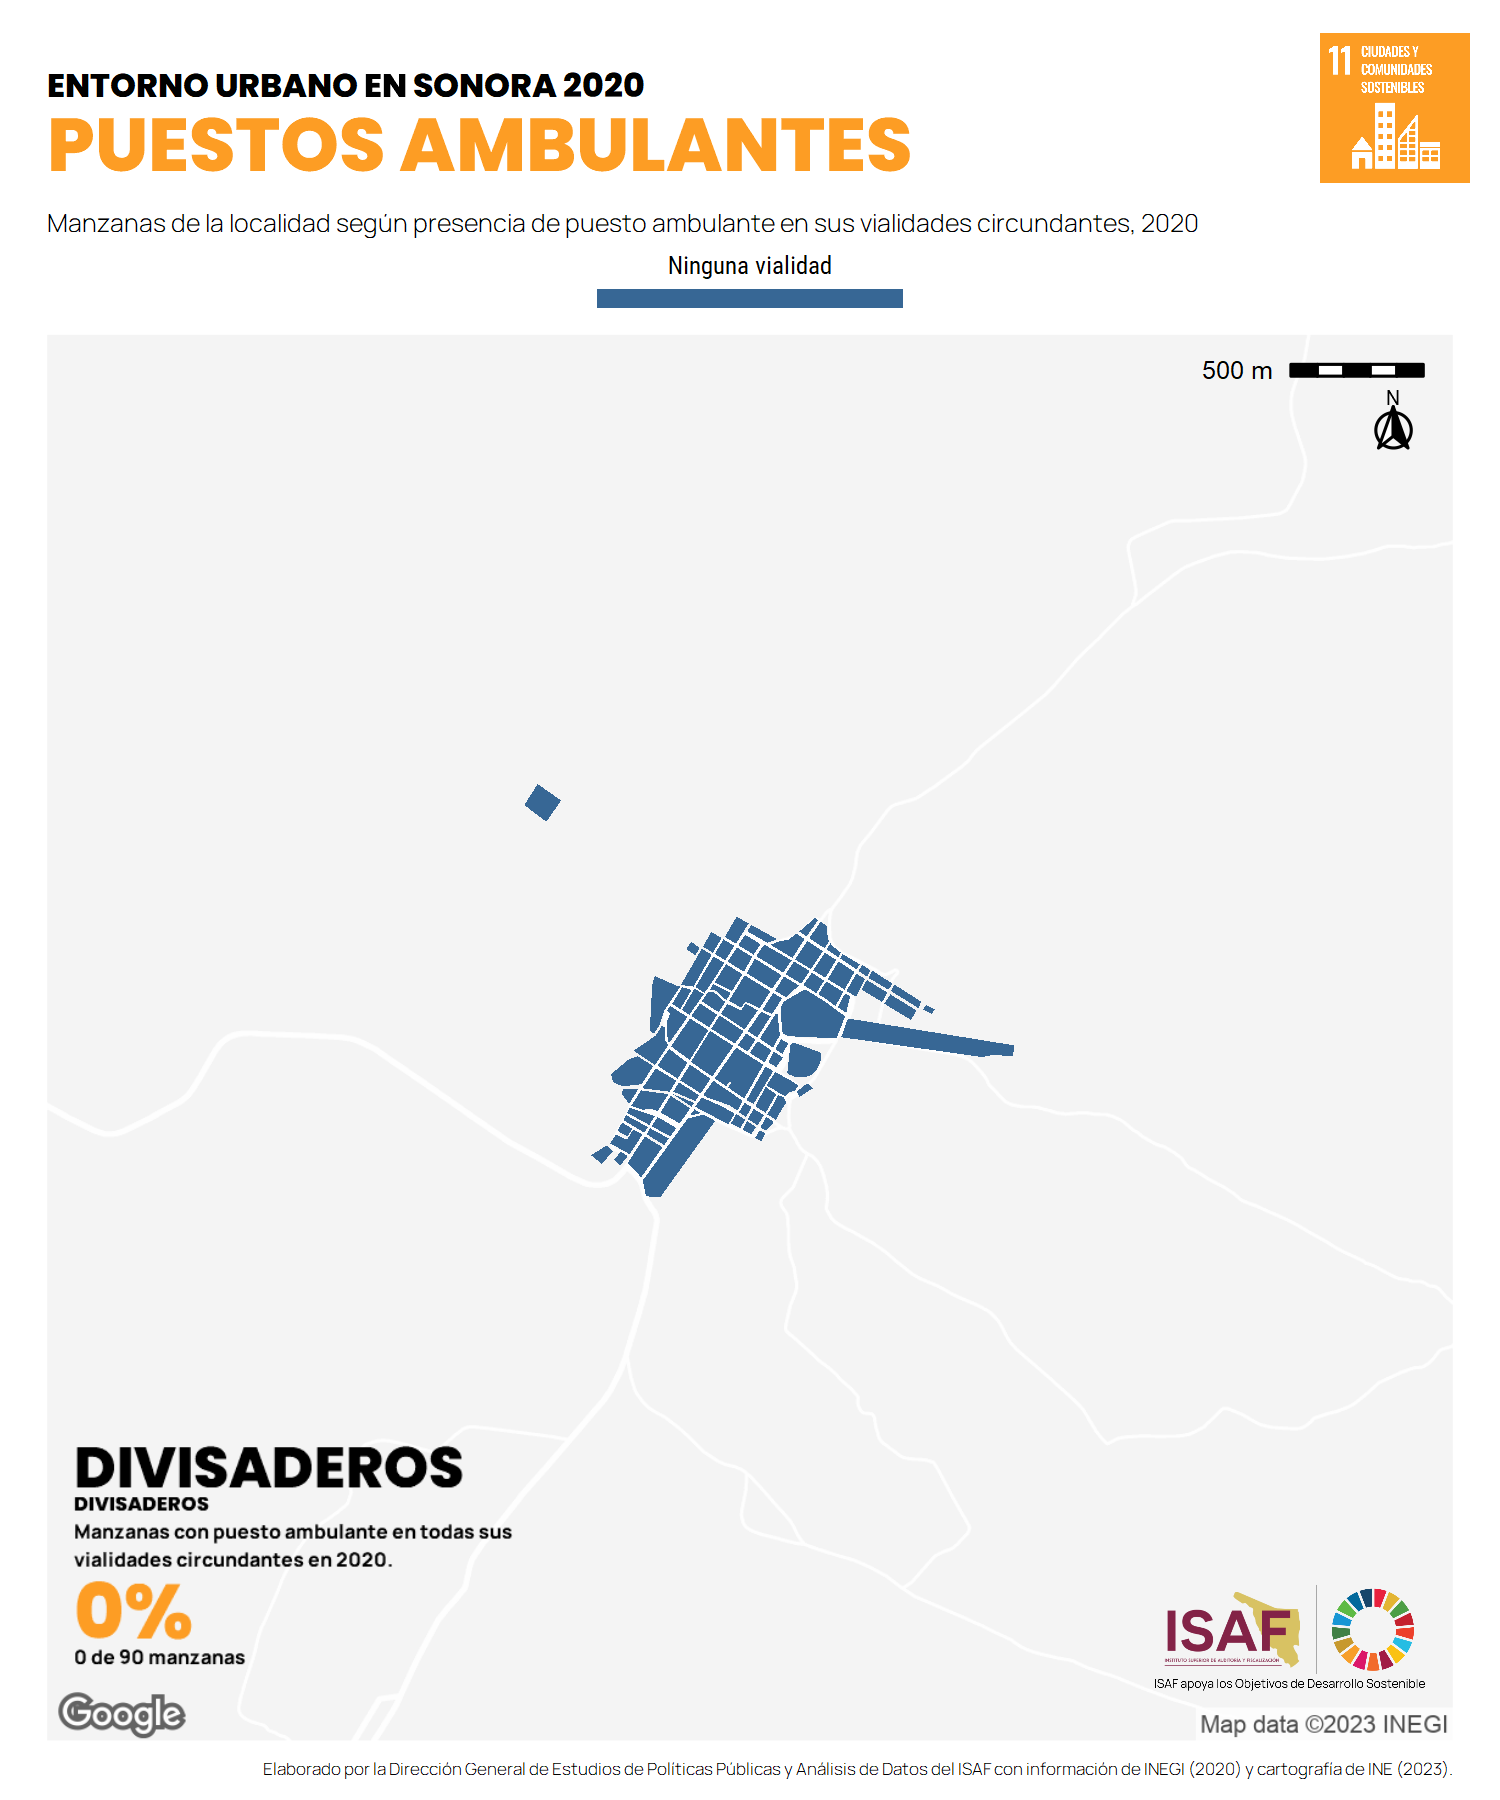 ENTORNO URBANO EN SONORA 2020
PUESTOS AMBULANTES
11 CIUDADES Y
COMUNIDADES
SOSTENIBLES
Manzanas de la localidad según presencia de puesto ambulante en sus vialidades circundantes, 2020
Ninguna vialidad
500 m
N
DIVISADEROS
DIVISADEROS
Manzanas con puesto ambulante en todas sus
vialidades circundantes en 2020.
0%
0 de 90 manzanas
ISAF
INSTITUTO SUPERIOR DE AUDITORÍA Y FISCALIZACIÓN
ISAF apoya los Objetivos de Desarrollo Sostenible
Google
Map data ©2023 INEGI
Elaborado por la Dirección General de Estudios de Políticas Públicas y Análisis de Datos del ISAF con información de INEGI (2020) y cartografía de INE (2023).